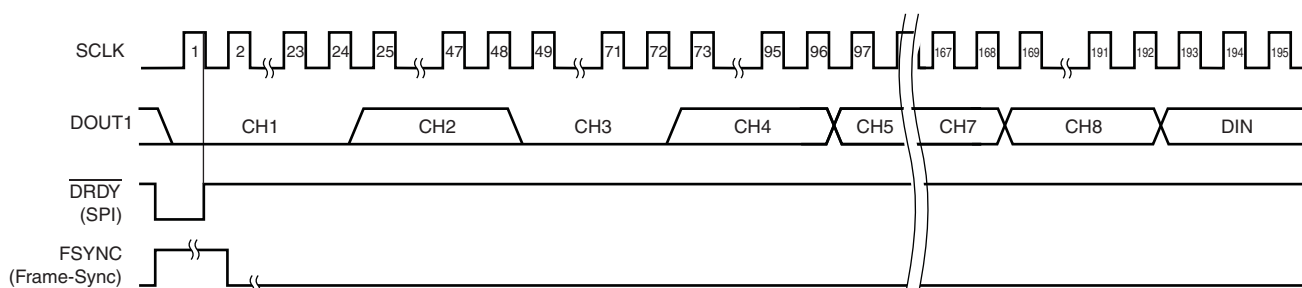 SCLK 1 2 23 24 25 47 48 49 71 72 73 95 96 97 167 168 169 191 192 193 194 195
DOUT1 CH1 CH2 CH3 CH4 CH5 CH7 CH8 DIN
DRDY
(SPI)
FSYNC
(Frame-Sync)